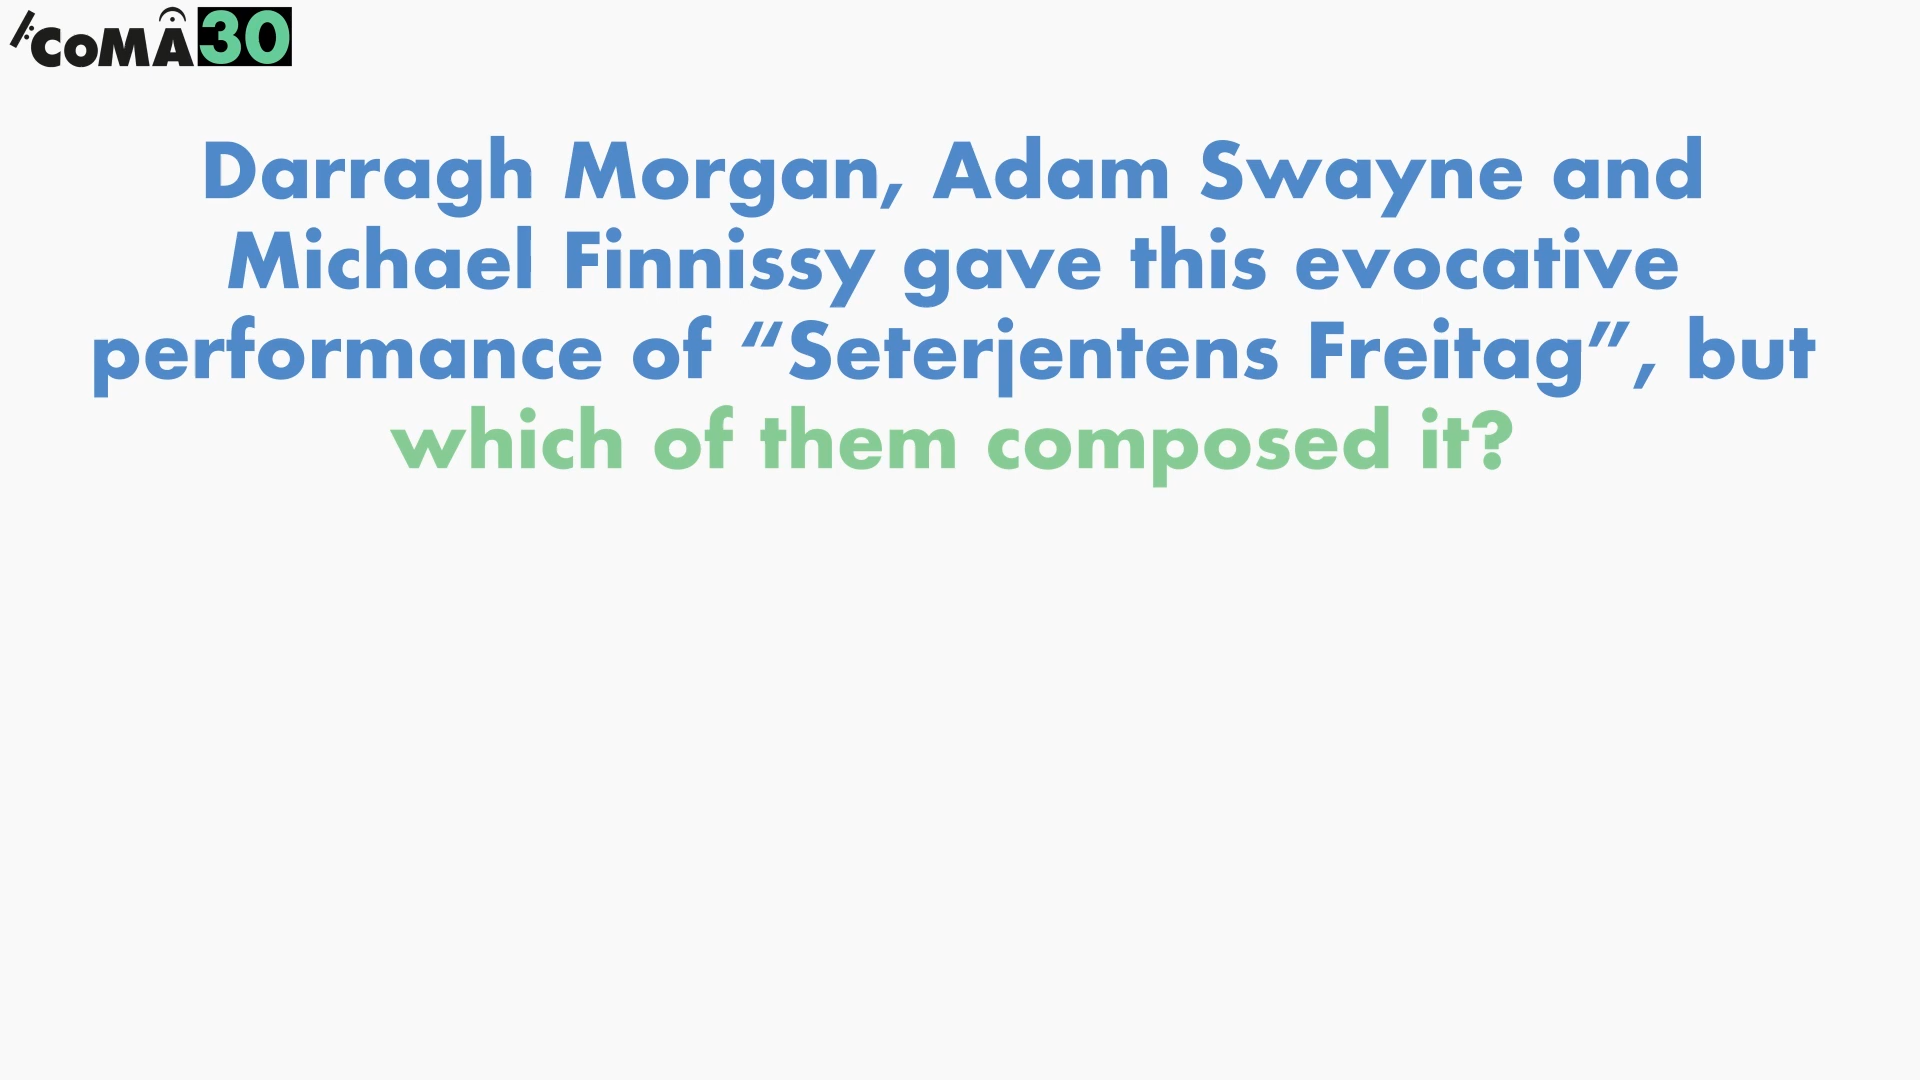 CoMA30
Darragh Morgan, Adam Swayne and
Michael Finnissy gave this evocative
performance of “Seterjentens Freitag”, but
which of them composed it?